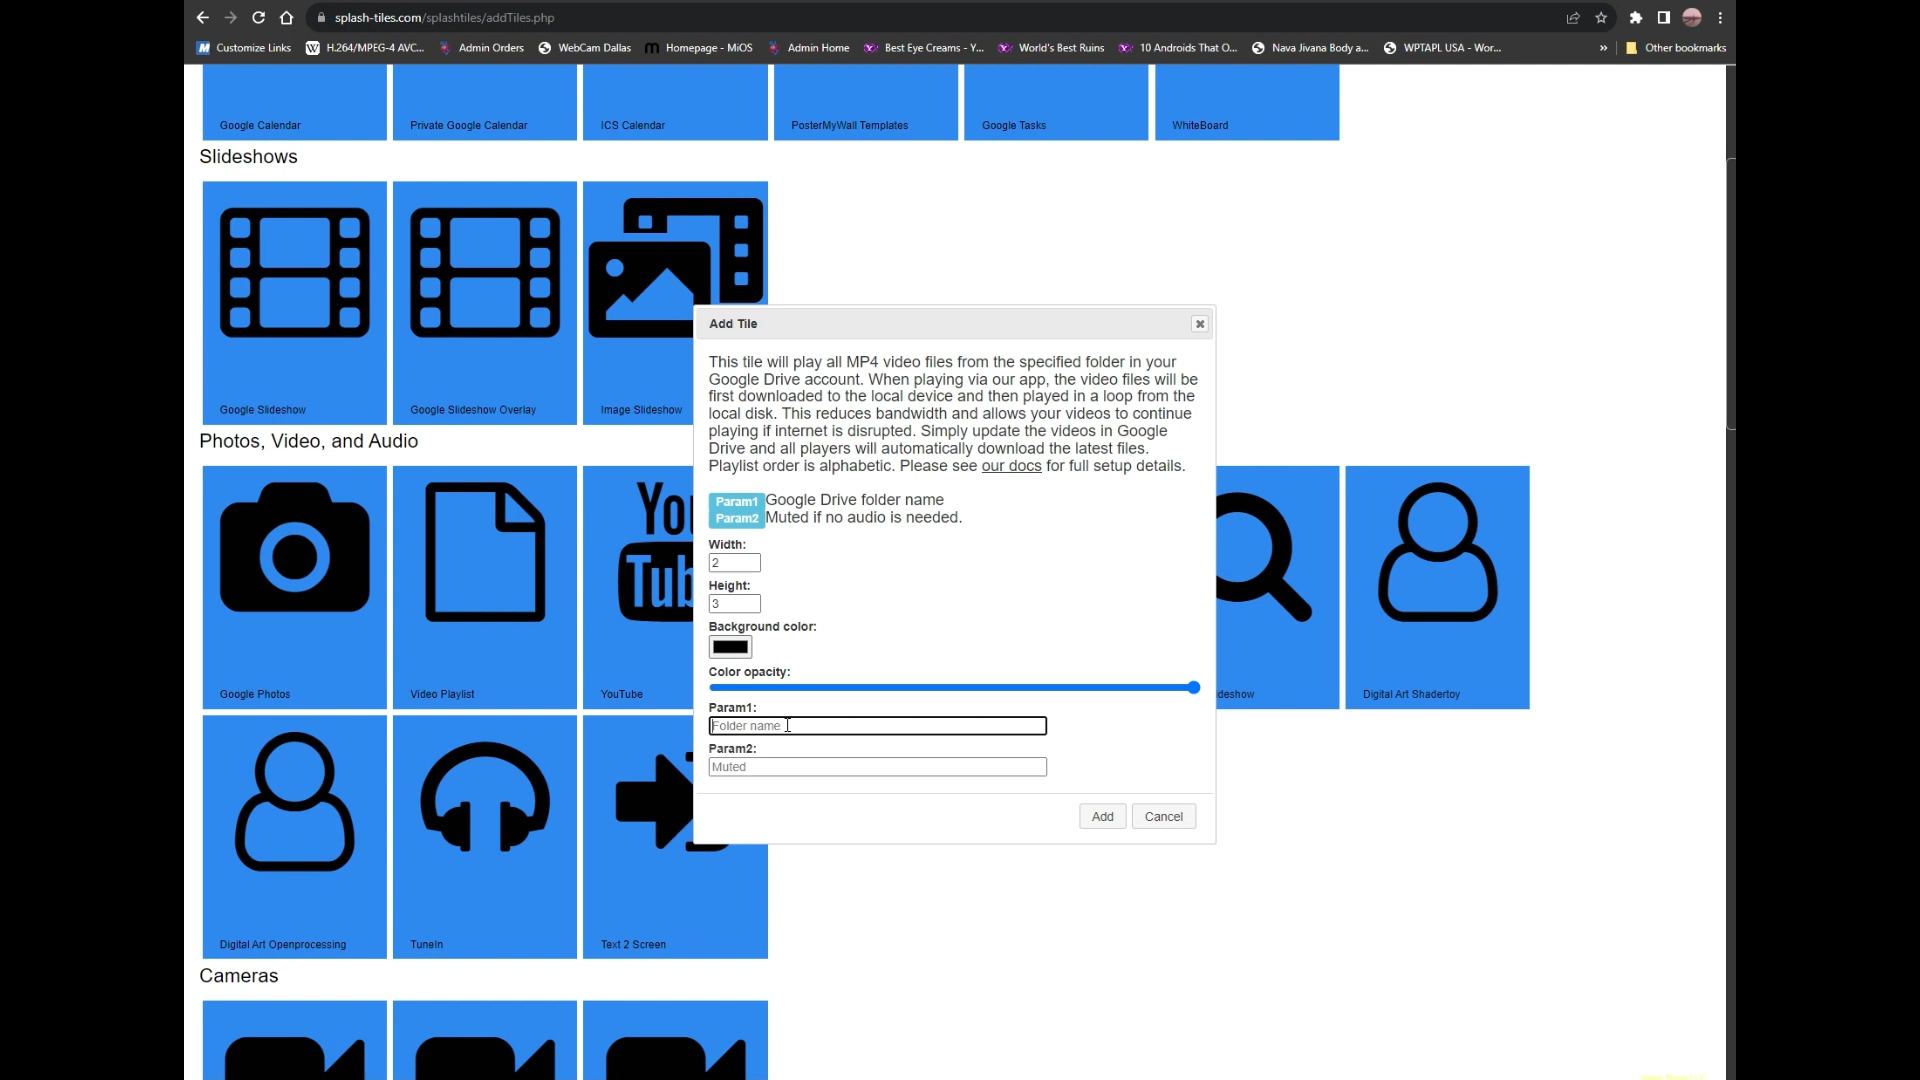 splash-tiles.com/splashtiles/addTiles.php
Customize Links H.264/MPEG-4 AVC... Admin Orders WebCam Dallas Homepage - MiOS Admin Home Best Eye Creams - Y... World's Best Ruins 10 Androids That O... Nava Jivana Body a... WPTAPL USA - Wor... » Other bookmarks
Google Calendar Private Google Calendar ICS Calendar PosterMyWall Templates Google Tasks WhiteBoard
Slideshows
Google Slideshow Google Slideshow Overlay Image Slideshow
Add Tile
This tile will play all MP4 video files from the specified folder in your
Google Drive account. When playing via our app, the video files will be
first downloaded to the local device and then played in a loop from the
local disk. This reduces bandwidth and allows your videos to continue
playing if internet is disrupted. Simply update the videos in Google
Drive and all players will automatically download the latest files.
Playlist order is alphabetic. Please see our docs for full setup details.
Param1 Google Drive folder name
Param2 Muted if no audio is needed.
Width:
2
Height:
3
Background color:
Color opacity:
Param1:
Folder name
Param2:
Muted
Add Cancel
Photos, Video, and Audio
You
Tub
Google Photos Video Playlist YouTube deshow Digital Art Shadertoy
Digital Art Openprocessing TuneIn Text 2 Screen
Cameras